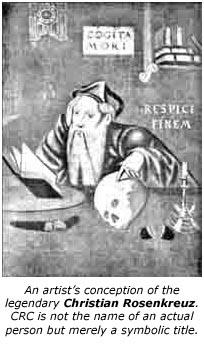 COGITA
MORI
RESPICE
FINEM
An artist's conception of the
legendary Christian Rosenkreuz.
CRC is not the name of an actual
person but merely a symbolic title.